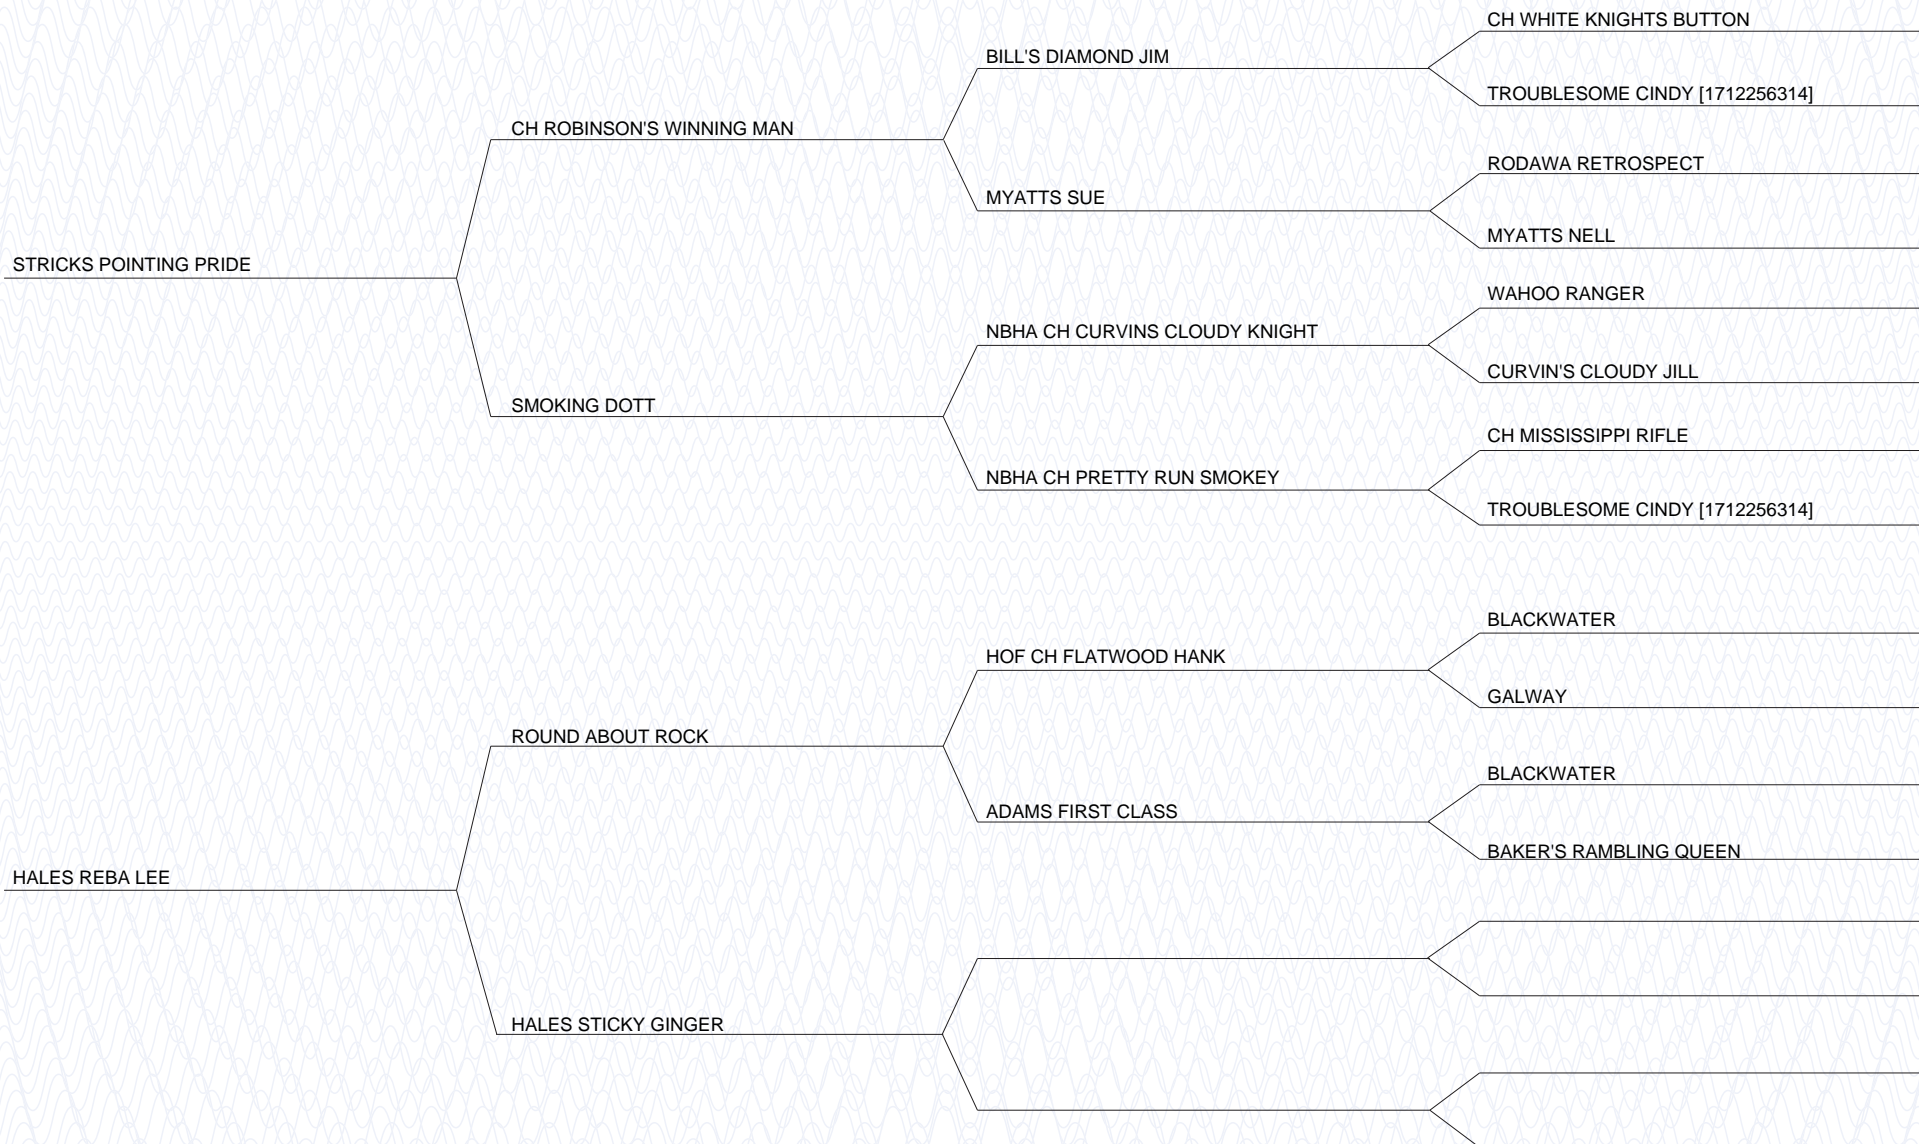 CH WHITE KNIGHTS BUTTON
BILL'S DIAMOND JIM
TROUBLESOME CINDY [1712256314]
CH ROBINSON'S WINNING MAN
RODAWA RETROSPECT
MYATTS SUE
MYATTS NELL
STRICKS POINTING PRIDE
WAHOO RANGER
NBHA CH CURVINS CLOUDY KNIGHT
CURVIN'S CLOUDY JILL
SMOKING DOTT
CH MISSISSIPPI RIFLE
NBHA CH PRETTY RUN SMOKEY
TROUBLESOME CINDY [1712256314]
BLACKWATER
HOF CH FLATWOOD HANK
GALWAY
ROUND ABOUT ROCK
BLACKWATER
ADAMS FIRST CLASS
BAKER'S RAMBLING QUEEN
HALES REBA LEE
HALES STICKY GINGER